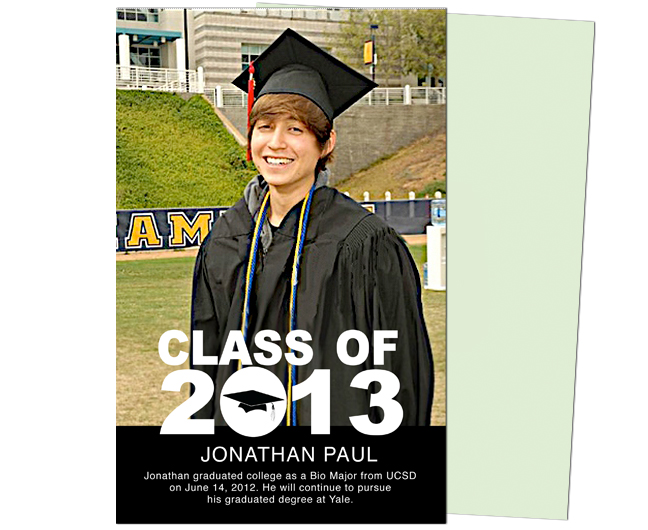 AM
CLASS OF
2013
JONATHAN PAUL
Jonathan graduated college as a Bio Major from UCSD
on June 14, 2012. He will continue to pursue
his graduated degree at Yale.